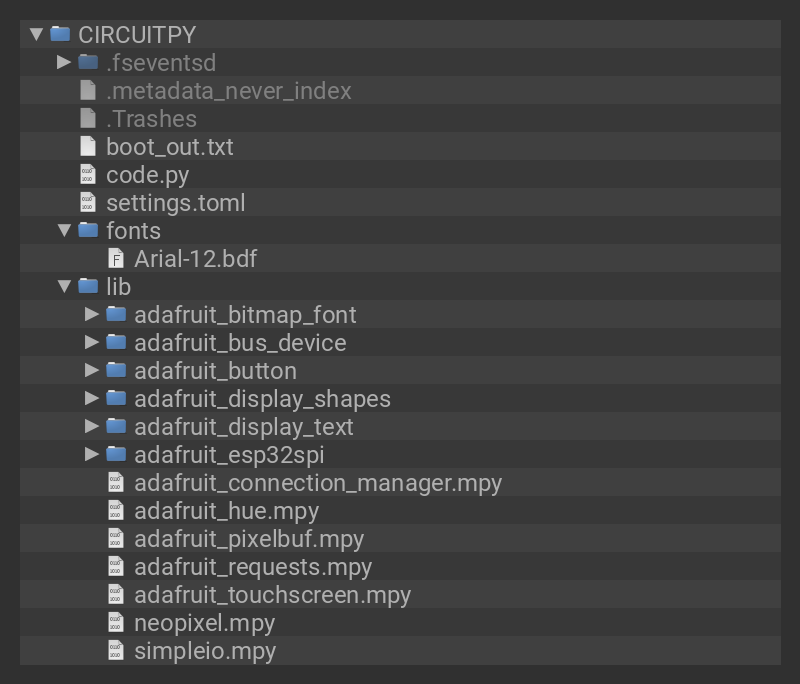 CIRCUITPY
.fseventsd
.metadata_never_index
.Trashes
boot_out.txt
code.py
settings.toml
fonts
Arial-12.bdf
lib
adafruit_bitmap_font
adafruit_bus_device
adafruit_button
adafruit_display_shapes
adafruit_display_text
adafruit_esp32spi
adafruit_connection_manager.mpy
adafruit_hue.mpy
adafruit_pixelbuf.mpy
adafruit_requests.mpy
adafruit_touchscreen.mpy
neopixel.mpy
simpleio.mpy